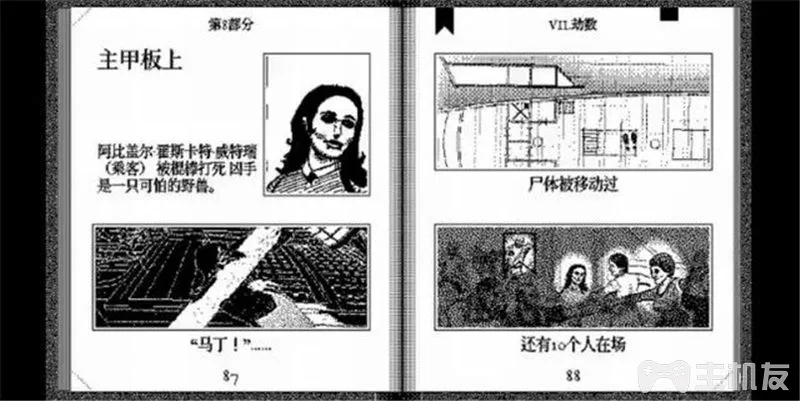 第8部分
主甲板上
阿比盖尔·霍斯卡特·威特瑞
（乘客） 被棍棒打死 凶手
是一只可怕的野兽。
“马丁！”……
87
VII.劫数
尸体被移动过
还有10个人在场
88
主机友